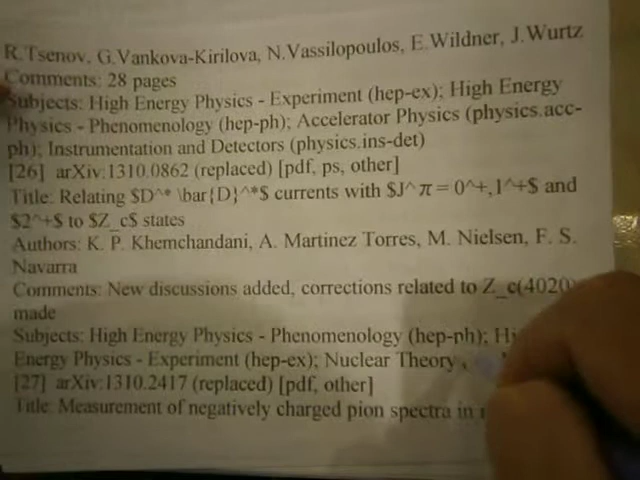 R.Tsenov, G.Vankova-Kirilova, N.Vassilopoulos, E.Wildner, J.Wurtz
Comments: 28 pages
Subjects: High Energy Physics - Experiment (hep-ex); High Energy
Physics - Phenomenology (hep-ph); Accelerator Physics (physics.acc-
ph); Instrumentation and Detectors (physics.ins-det)
[26] arXiv:1310.0862 (replaced) [pdf, ps, other]
Title: Relating $D^* \bar{D}^*$ currents with $J^π = 0^+,1^+$ and
$2^+$ to $Z_c$ states
Authors: K. P. Khemchandani, A. Martinez Torres, M. Nielsen, F. S.
Navarra
Comments: New discussions added, corrections related to Z_c(4020)
made
Subjects: High Energy Physics - Phenomenology (hep-ph);
Energy Physics - Experiment (hep-ex); Nuclear Theory
[27] arXiv:1310.2417 (replaced) [pdf, other]
Title: Measurement of negatively charged pion spectra in